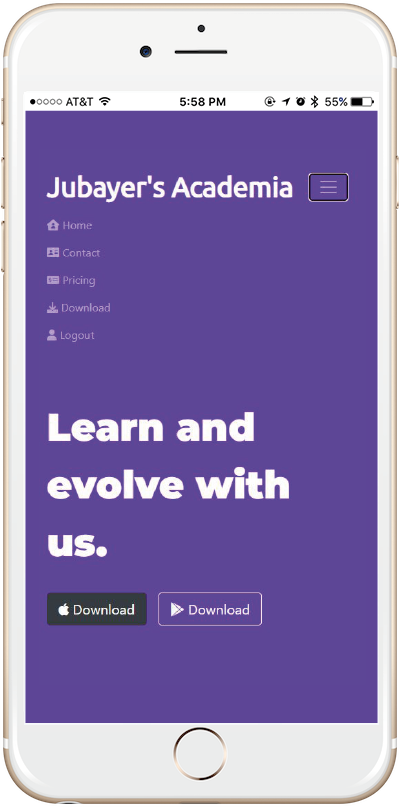 AT&T 5:58 PM 55%
Jubayer's Academia
Home
Contact
Pricing
Download
Logout
Learn and
evolve with
us.
Download Download